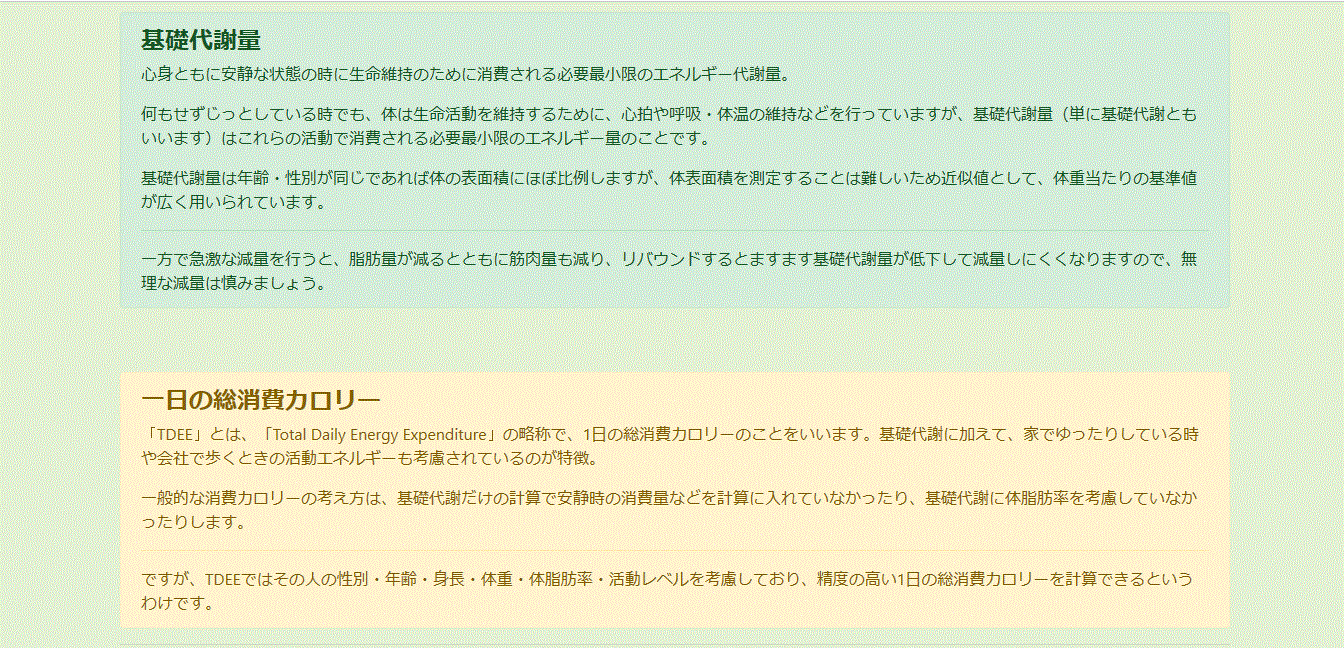 基礎代謝量
心身ともに安静な状態の時に生命維持のために消費される必要最小限のエネルギー代謝量。
何もせずじっとしている時でも、体は生命活動を維持するために、心拍や呼吸・体温の維持などを行っていますが、基礎代謝量（単に基礎代謝とも
いいます）はこれらの活動で消費される必要最小限のエネルギー量のことです。
基礎代謝量は年齢・性別が同じであれば体の表面積にほぼ比例しますが、体表面積を測定することは難しいため近似値として、体重当たりの基準値
が広く用いられています。
一方で急激な減量を行うと、脂肪量が減るとともに筋肉量も減り、リバウンドするとますます基礎代謝量が低下して減量しにくくなりますので、無
理な減量は慎みましょう。
一日の総消費カロリー
「TDEE」とは、「Total Daily Energy Expenditure」の略称で、1日の総消費カロリーのことをいいます。基礎代謝に加えて、家でゆったりしている時
や会社で歩くときの活動エネルギーも考慮されているのが特徴。
一般的な消費カロリーの考え方は、基礎代謝だけの計算で安静時の消費量などを計算に入れていなかったり、基礎代謝に体脂肪率を考慮していなか
ったりします。
ですが、TDEEではその人の性別・年齢・身長・体重・体脂肪率・活動レベルを考慮しており、精度の高い1日の総消費カロリーを計算できるという
わけです。